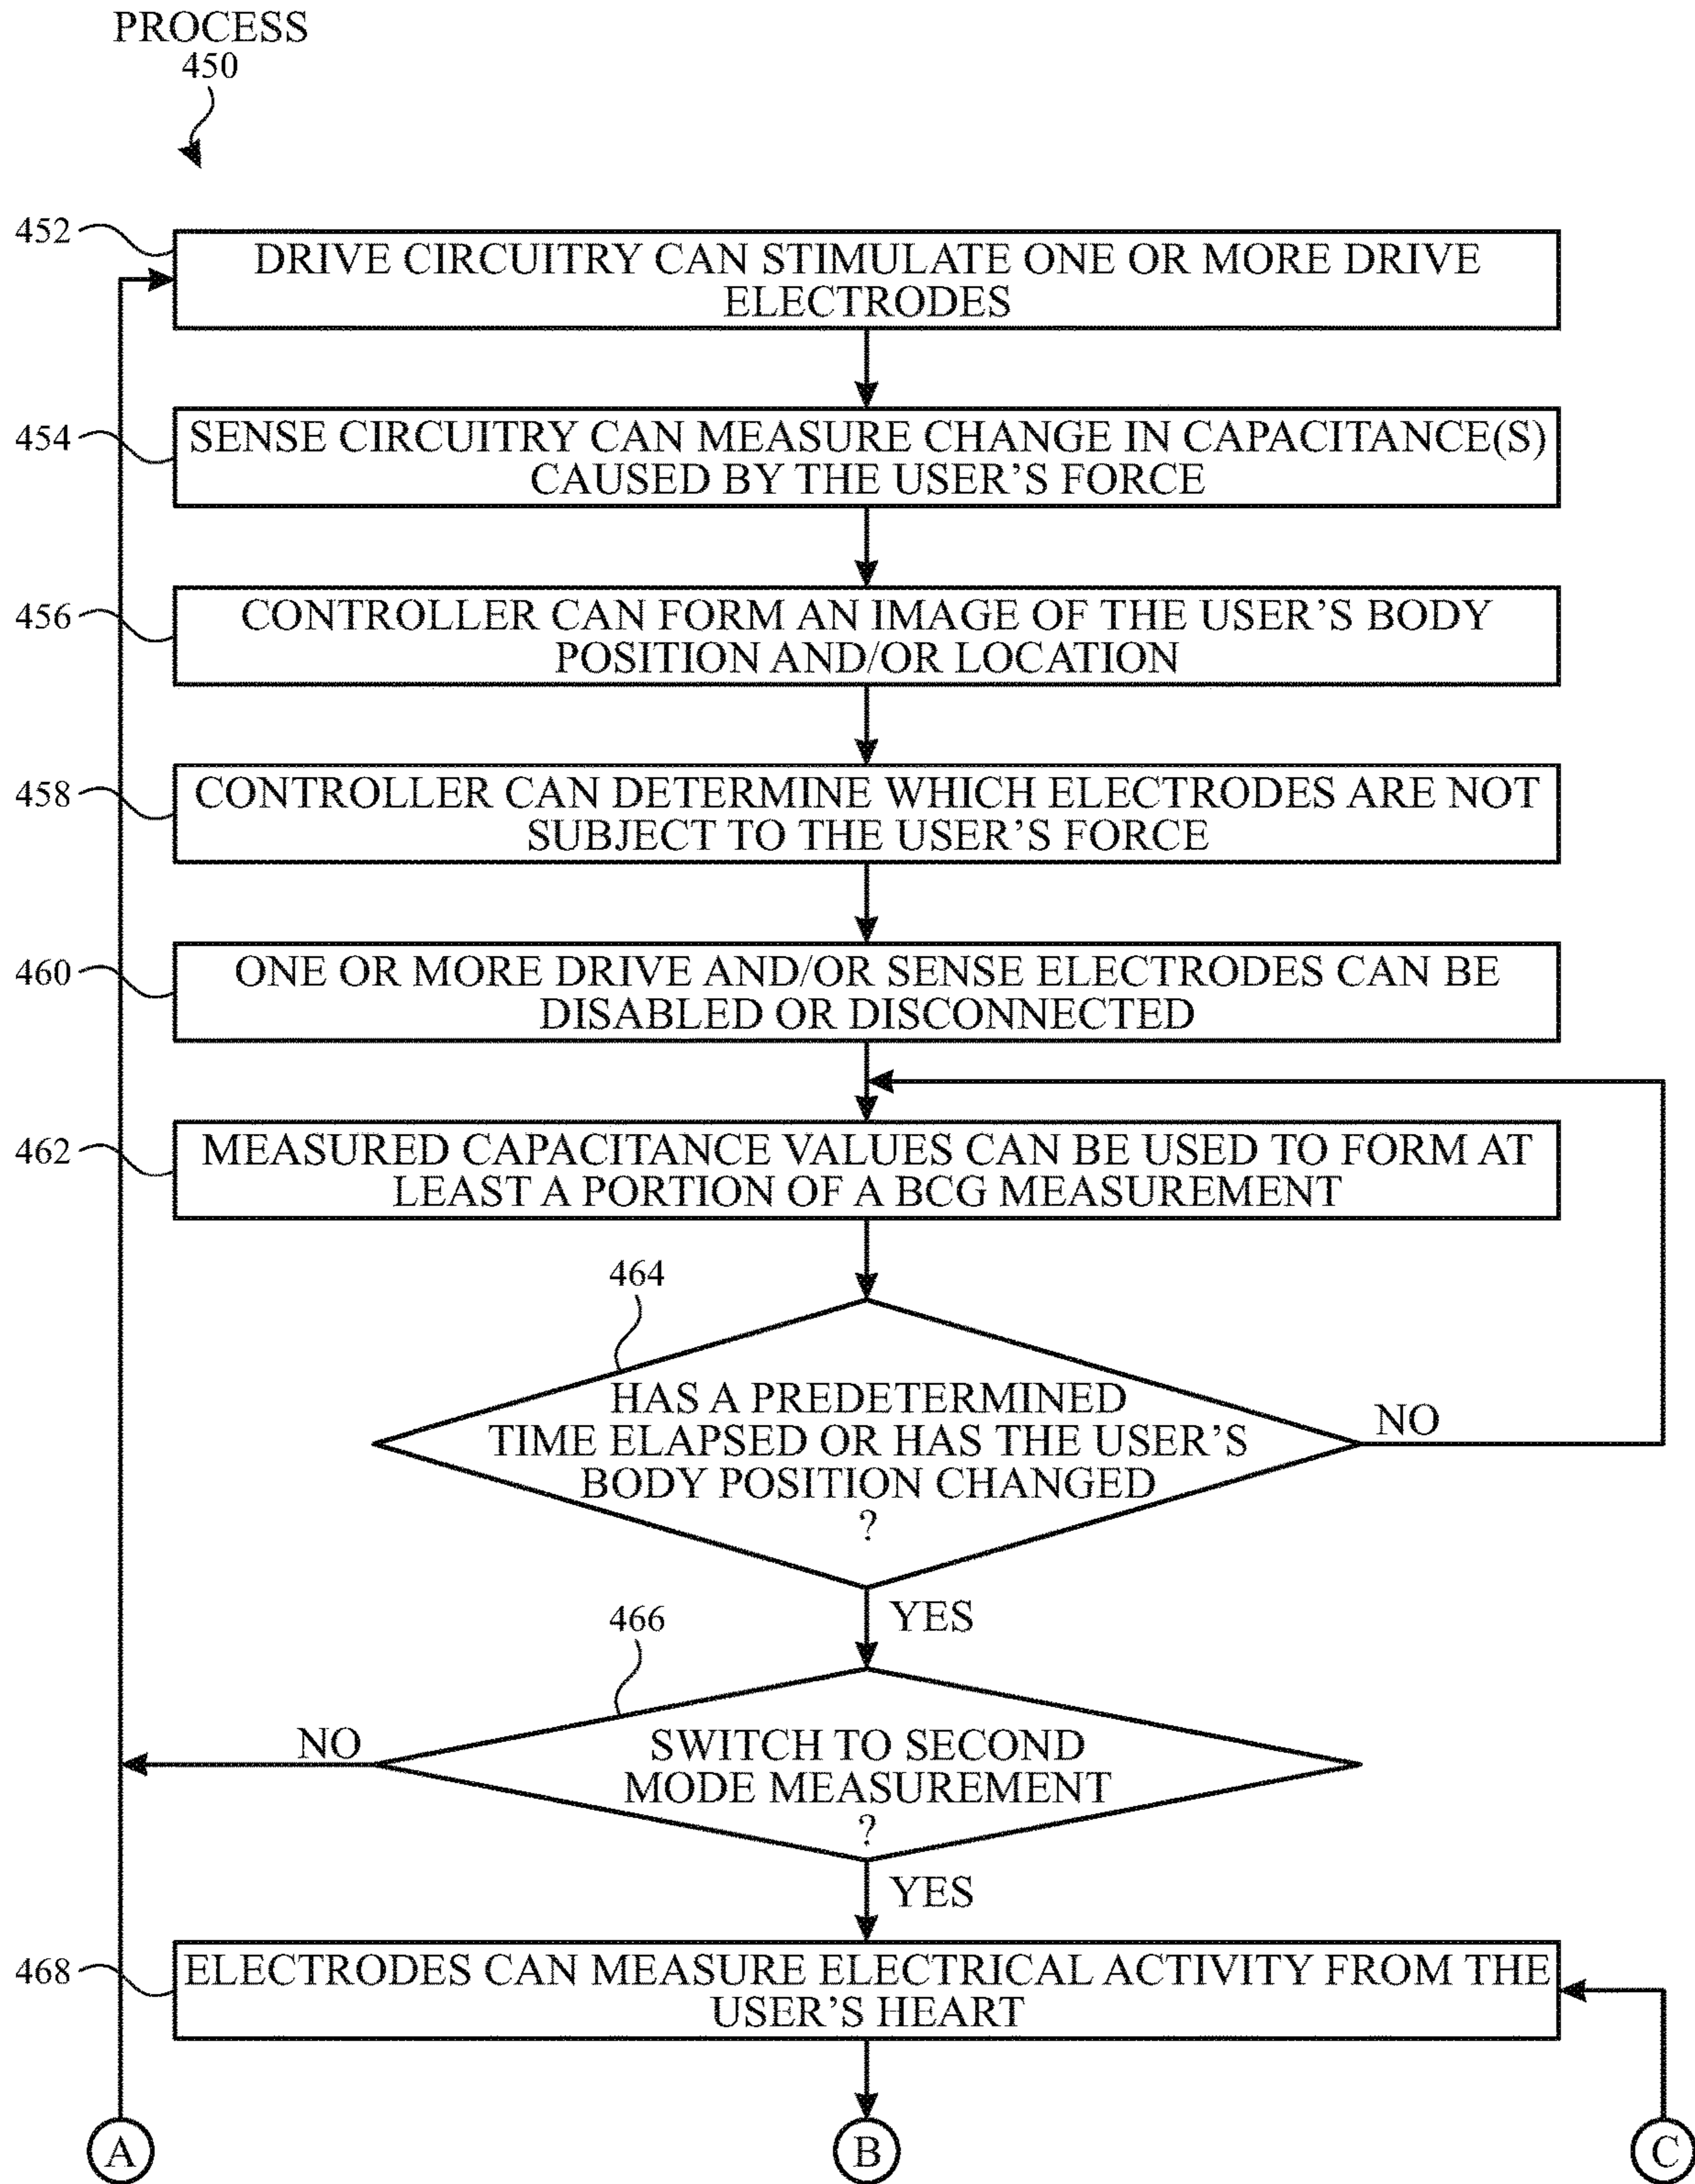 PROCESS
450
452
DRIVE CIRCUITRY CAN STIMULATE ONE OR MORE DRIVE
ELECTRODES
454
SENSE CIRCUITRY CAN MEASURE CHANGE IN CAPACITANCE(S)
CAUSED BY THE USER'S FORCE
456
CONTROLLER CAN FORM AN IMAGE OF THE USER'S BODY
POSITION AND/OR LOCATION
458
CONTROLLER CAN DETERMINE WHICH ELECTRODES ARE NOT
SUBJECT TO THE USER'S FORCE
460
ONE OR MORE DRIVE AND/OR SENSE ELECTRODES CAN BE
DISABLED OR DISCONNECTED
462
MEASURED CAPACITANCE VALUES CAN BE USED TO FORM AT
LEAST A PORTION OF A BCG MEASUREMENT
464
HAS A PREDETERMINED
TIME ELAPSED OR HAS THE USER'S
BODY POSITION CHANGED
?
NO
YES
466
SWITCH TO SECOND
MODE MEASUREMENT
?
NO
YES
468
ELECTRODES CAN MEASURE ELECTRICAL ACTIVITY FROM THE
USER'S HEART
A
B
C